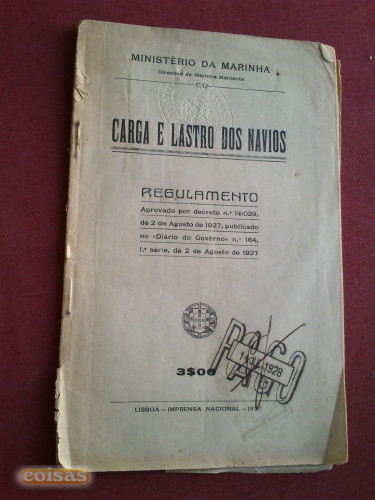 MINISTÉRIO DA MARINHA
Direcção da Marinha Mercante
CARGA E LASTRO DOS NAVIOS
REGULAMENTO
Aprovado por decreto n.º 14:029,
de 2 de Agosto de 1927, publicado
no «Diário do Govêrno» n.º 164,
1.ª série, de 2 de Agosto de 1927
PAGO
1928
3$00
LISBOA — IMPRENSA NACIONAL — 1927
coisas